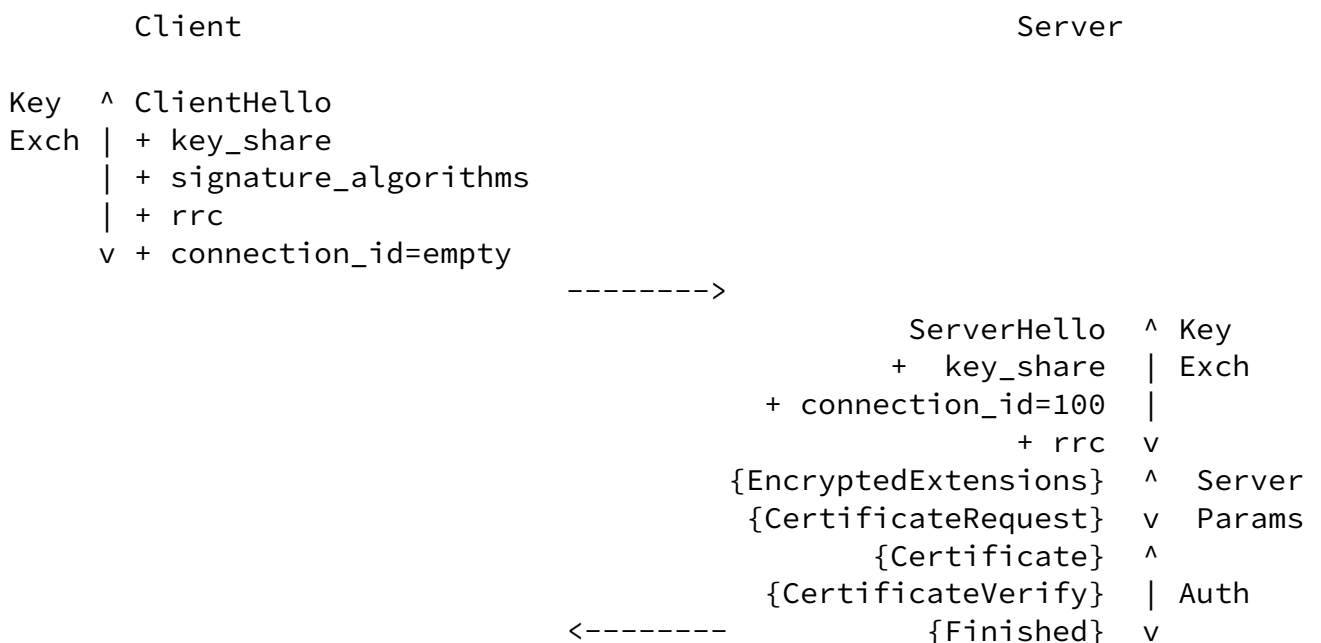 Client                                           Server

Key  ^ ClientHello
Exch | + key_share
     | + signature_algorithms
     | + rrc
     v + connection_id=empty
                               -------->
                                                  ServerHello  ^ Key
                                                 +  key_share  | Exch
                                          + connection_id=100  |
                                                        + rrc  v
                                        {EncryptedExtensions}  ^  Server
                                         {CertificateRequest}  v  Params
                                                {Certificate}  ^
                                          {CertificateVerify}  | Auth
                               <--------           {Finished}  v